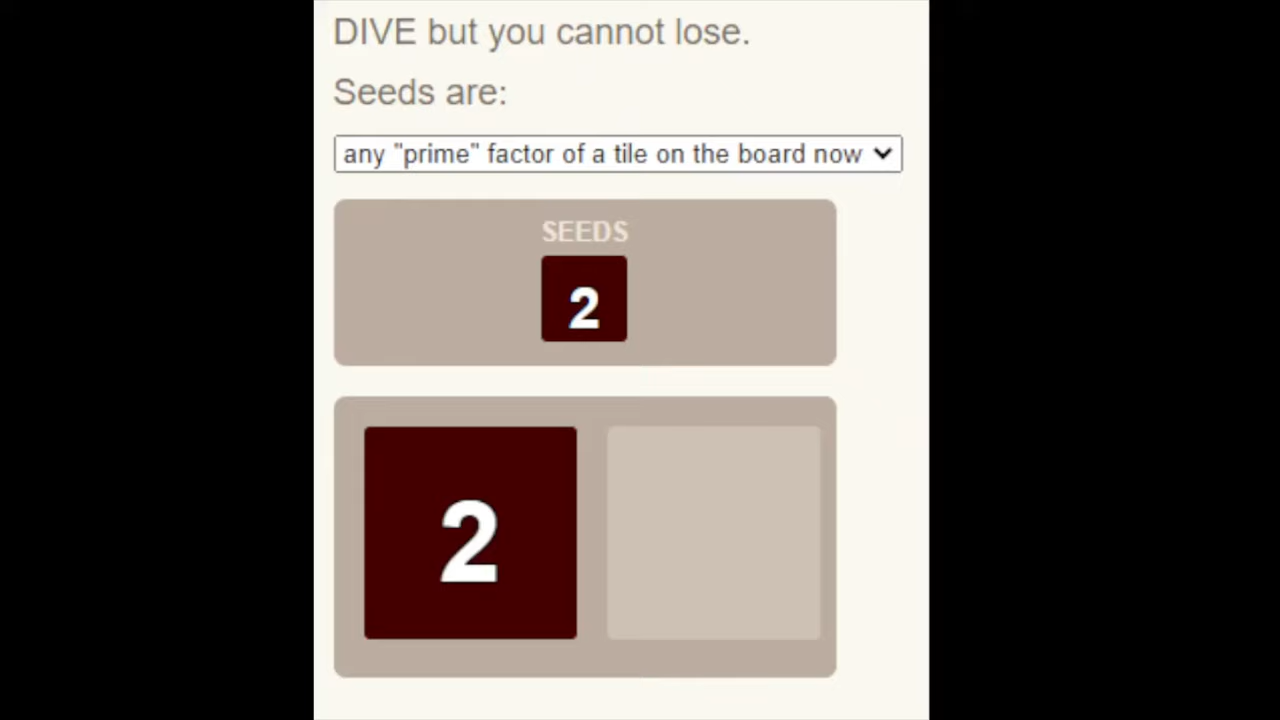 DIVE but you cannot lose.
Seeds are:
any "prime" factor of a tile on the board now
SEEDS
2
2